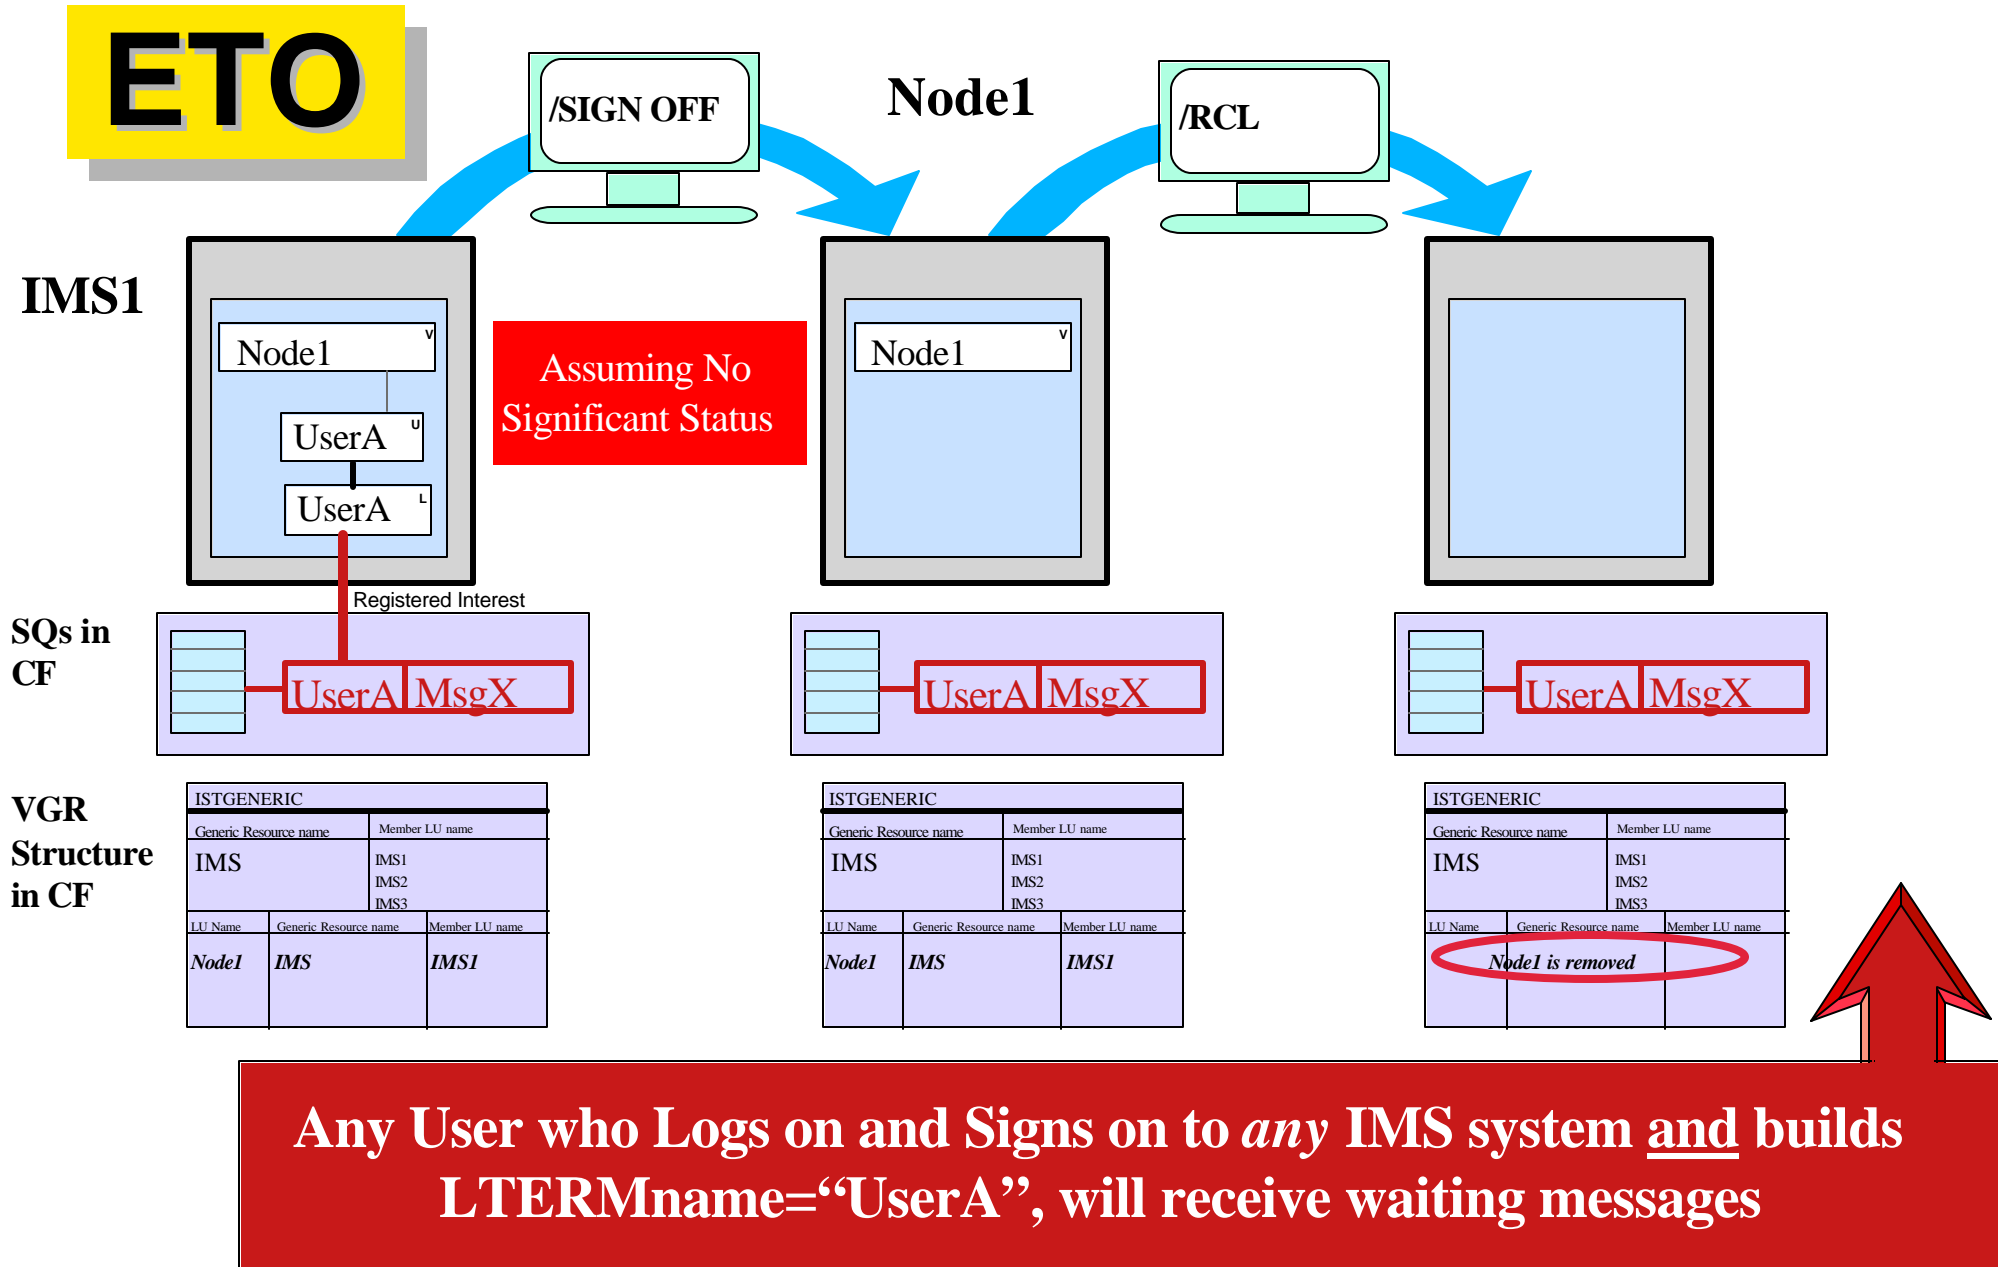 ETO
/SIGN OFF
Node1
/RCL
IMS1
Node1 V
UserA U
UserA L
Assuming No
Significant Status
Node1 V
Registered Interest
SQs in
CF
UserA MsgX
UserA MsgX
UserA MsgX
VGR
Structure
in CF
ISTGENERIC
Generic Resource name Member LU name
IMS IMS1
IMS2
IMS3
LU Name Generic Resource name Member LU name
Node1 IMS IMS1
ISTGENERIC
Generic Resource name Member LU name
IMS IMS1
IMS2
IMS3
LU Name Generic Resource name Member LU name
Node1 IMS IMS1
ISTGENERIC
Generic Resource name Member LU name
IMS IMS1
IMS2
IMS3
LU Name Generic Resource name Member LU name
Node1 is removed
Any User who Logs on and Signs on to any IMS system and builds
LTERMname=“UserA”, will receive waiting messages